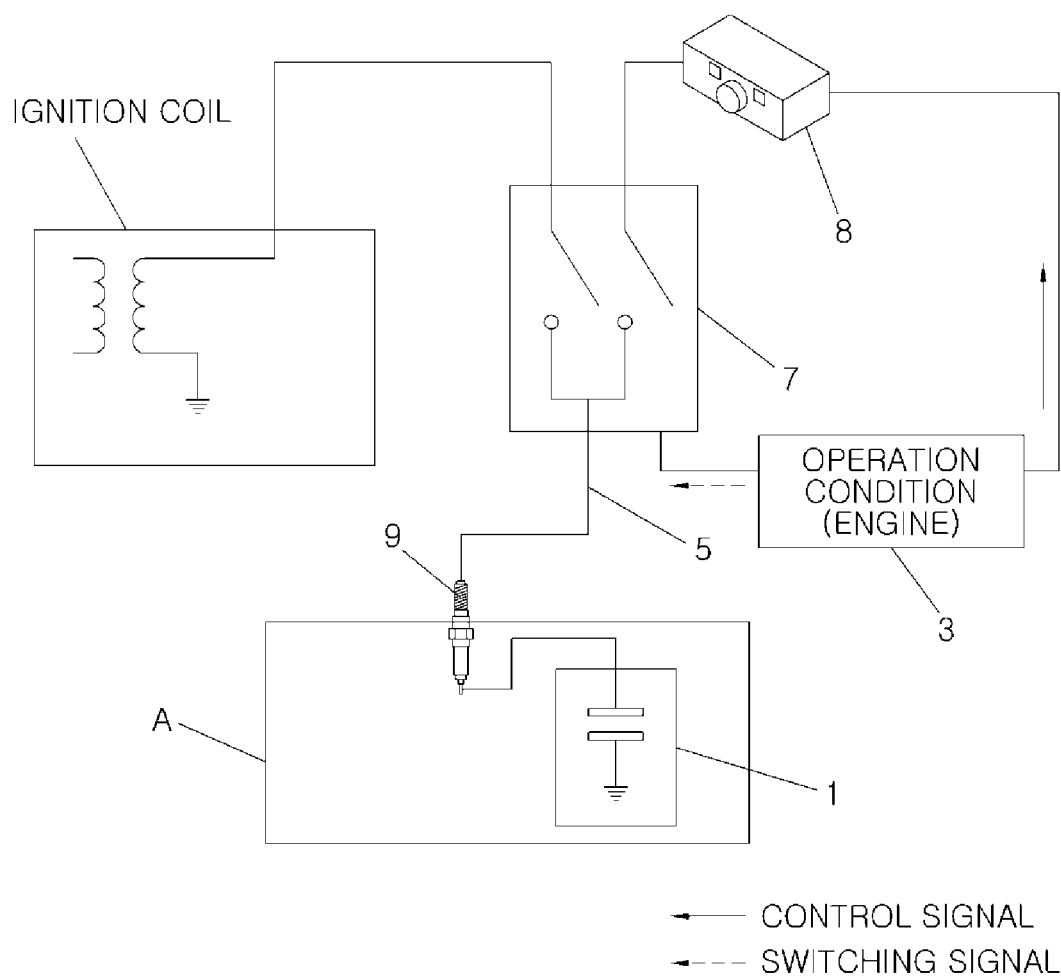 IGNITION COIL
8
7
OPERATION
CONDITION
(ENGINE)
9
5
3
A
1
CONTROL SIGNAL
SWITCHING SIGNAL